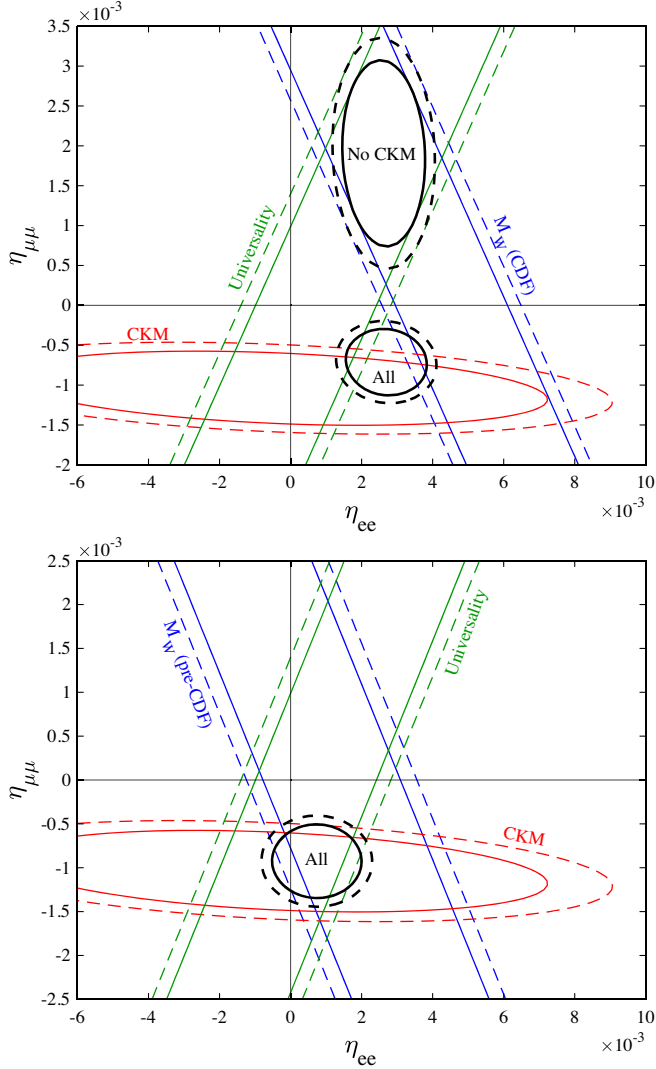 ×10⁻³
3.5
3
2.5
2
1.5
1
0.5
0
-0.5
-1
-1.5
-2
η_μμ
No CKM
Universality
M_W (CDF)
CKM
All
-6 -4 -2 0 2 4 6 8 10
×10⁻³
η_ee
×10⁻³
2.5
2
1.5
1
0.5
0
-0.5
-1
-1.5
-2
-2.5
η_μμ
M_W (pre-CDF)
Universality
CKM
All
-6 -4 -2 0 2 4 6 8 10
×10⁻³
η_ee